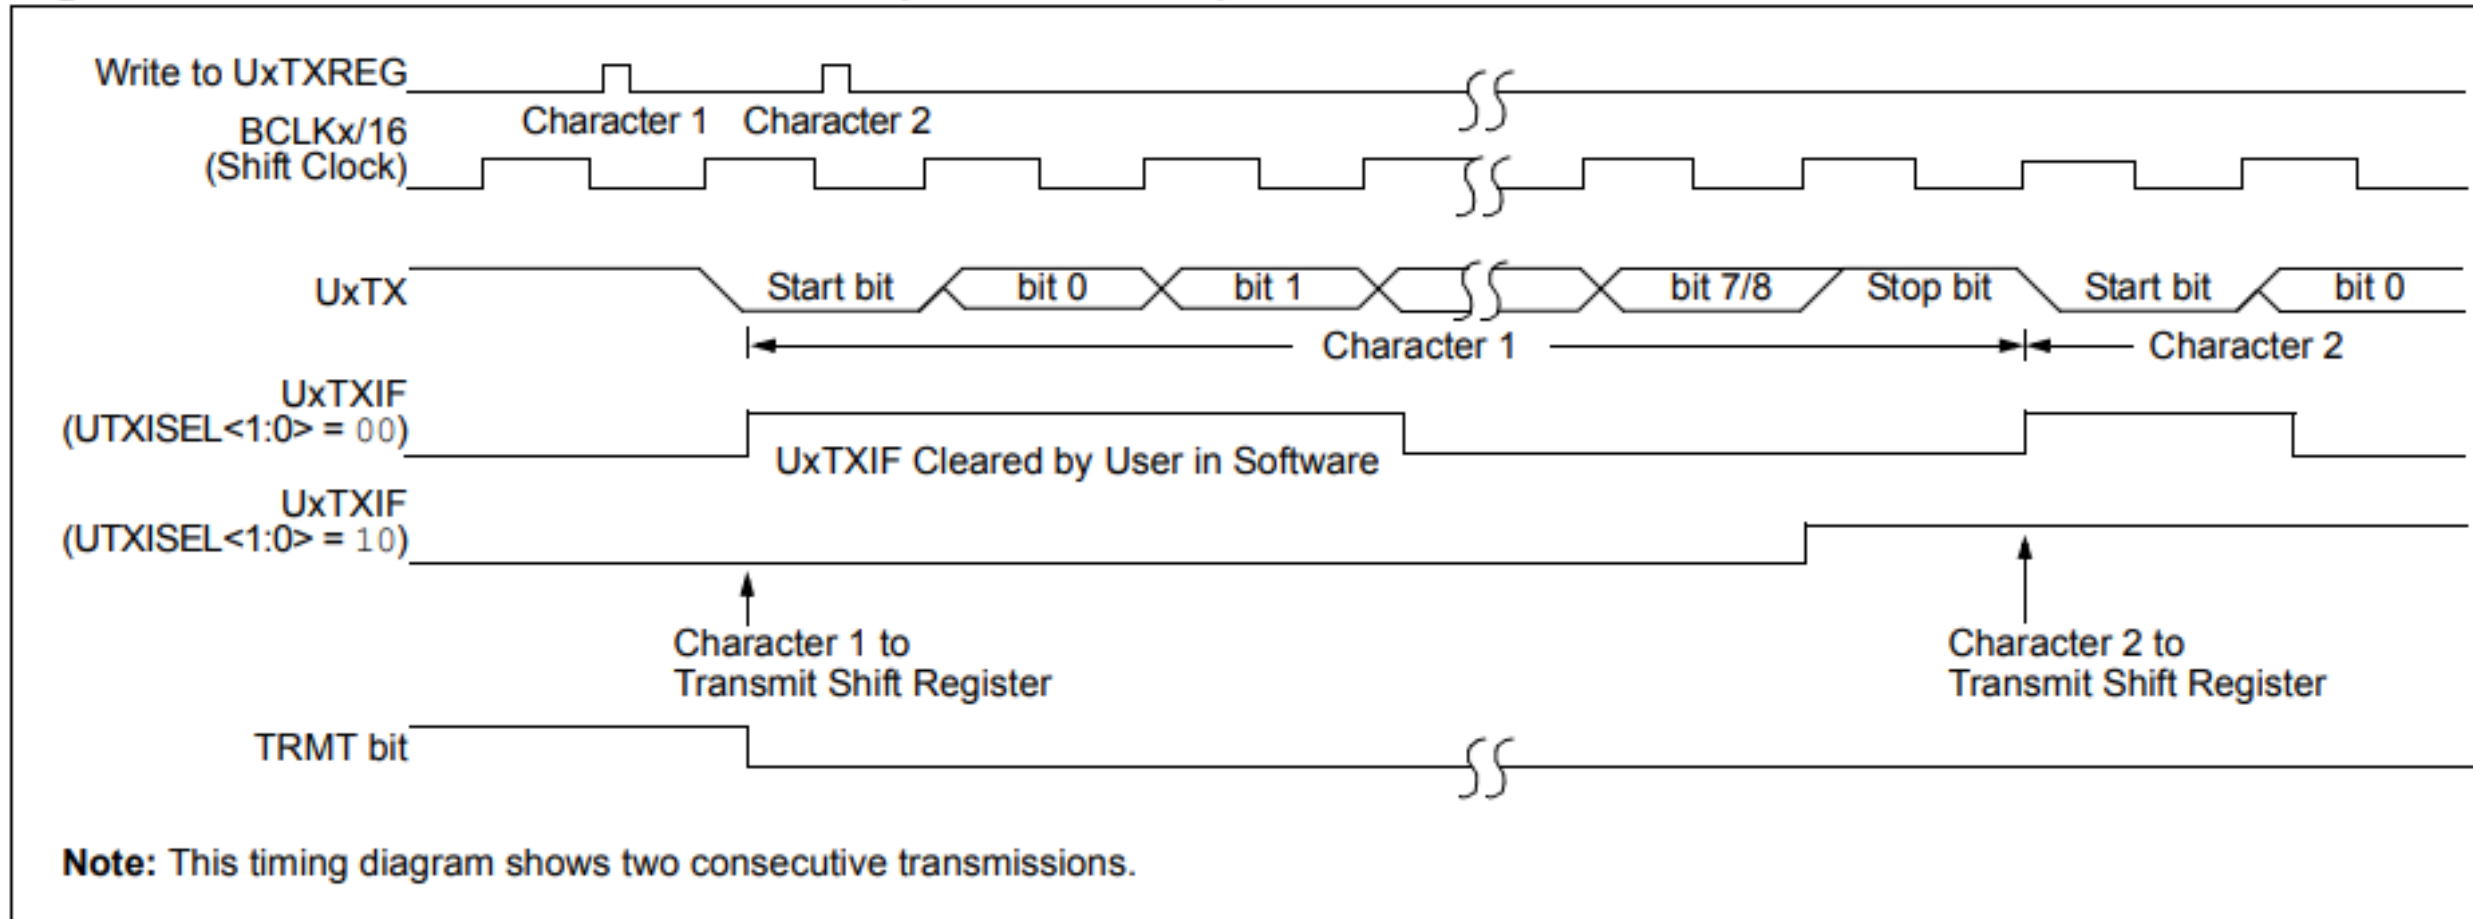 Write to UxTXREG
Character 1 Character 2
BCLKx/16
(Shift Clock)
UxTX
Start bit bit 0 bit 1 bit 7/8 Stop bit Start bit bit 0
Character 1 Character 2
UxTXIF
(UTXISEL<1:0> = 00)
UxTXIF Cleared by User in Software
UxTXIF
(UTXISEL<1:0> = 10)
Character 1 to
Transmit Shift Register
Character 2 to
Transmit Shift Register
TRMT bit
Note: This timing diagram shows two consecutive transmissions.